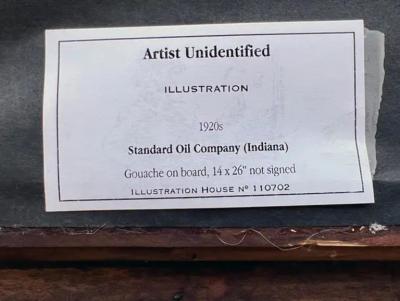 Artist Unidentified
ILLUSTRATION
1920s
Standard Oil Company (Indiana)
Gouache on board, 14 x 26" not signed
ILLUSTRATION HOUSE Nº 110702